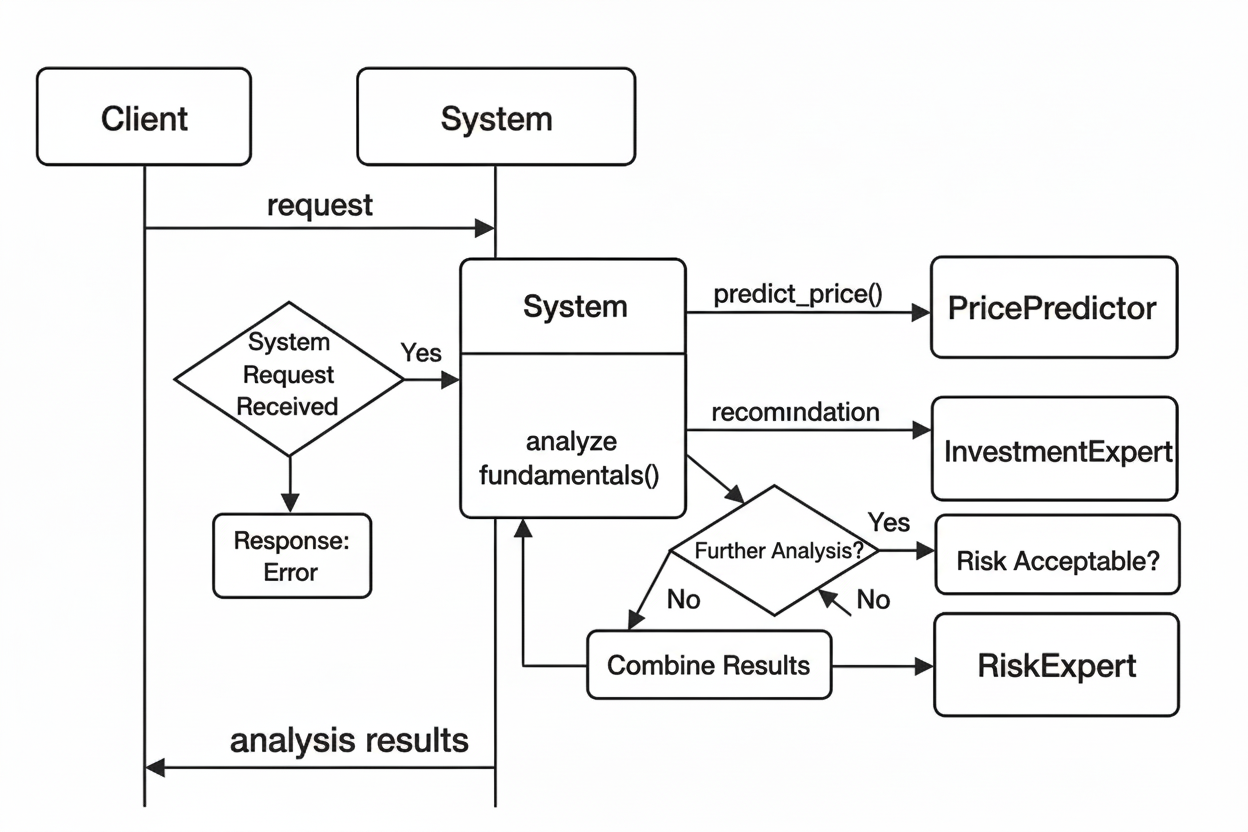 Client
System
request
System
predict_price()
PricePredictor
System
Request
Received
Yes
analyze
fundamentals()
recomındation
InvestmentExpert
Further Analysis?
Yes
Risk Acceptable?
Response:
Error
No
No
Combine Results
RiskExpert
analysis results